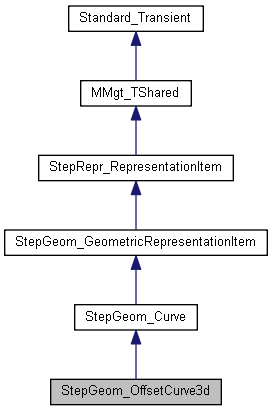 Standard_Transient
MMgt_TShared
StepRepr_RepresentationItem
StepGeom_GeometricRepresentationItem
StepGeom_Curve
StepGeom_OffsetCurve3d